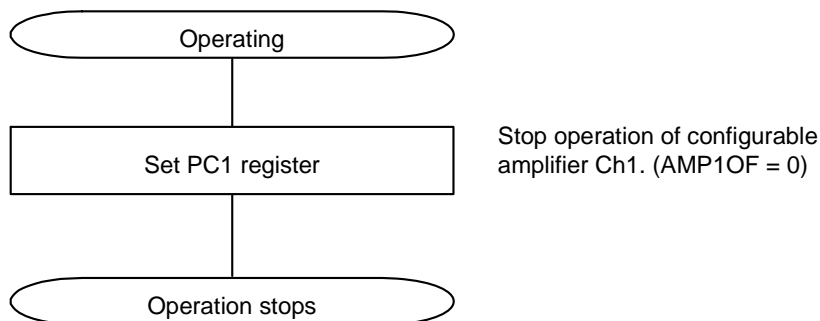 Operating
Set PC1 register
Stop operation of configurable
amplifier Ch1. (AMP1OF = 0)
Operation stops